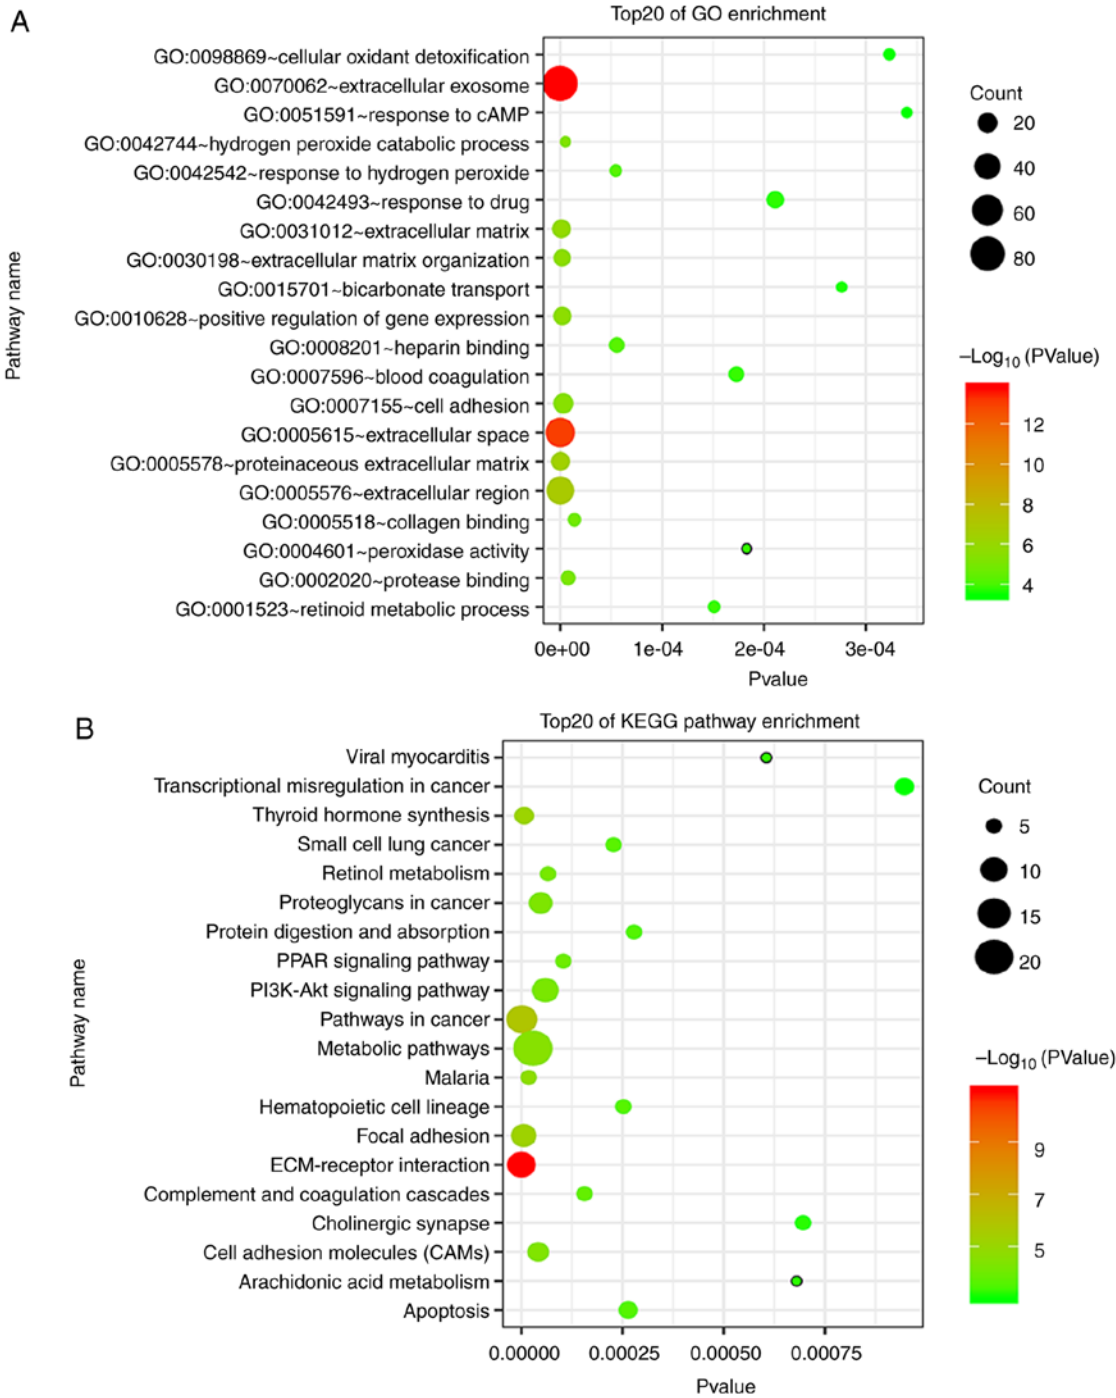 A
Top20 of GO enrichment
Pathway name
GO:0098869~cellular oxidant detoxification
GO:0070062~extracellular exosome
GO:0051591~response to cAMP
GO:0042744~hydrogen peroxide catabolic process
GO:0042542~response to hydrogen peroxide
GO:0042493~response to drug
GO:0031012~extracellular matrix
GO:0030198~extracellular matrix organization
GO:0015701~bicarbonate transport
GO:0010628~positive regulation of gene expression
GO:0008201~heparin binding
GO:0007596~blood coagulation
GO:0007155~cell adhesion
GO:0005615~extracellular space
GO:0005578~proteinaceous extracellular matrix
GO:0005576~extracellular region
GO:0005518~collagen binding
GO:0004601~peroxidase activity
GO:0002020~protease binding
GO:0001523~retinoid metabolic process
0e+00 1e-04 2e-04 3e-04
Pvalue
Count
20
40
60
80
–Log10 (PValue)
12
10
8
6
4
B
Top20 of KEGG pathway enrichment
Pathway name
Viral myocarditis
Transcriptional misregulation in cancer
Thyroid hormone synthesis
Small cell lung cancer
Retinol metabolism
Proteoglycans in cancer
Protein digestion and absorption
PPAR signaling pathway
PI3K-Akt signaling pathway
Pathways in cancer
Metabolic pathways
Malaria
Hematopoietic cell lineage
Focal adhesion
ECM-receptor interaction
Complement and coagulation cascades
Cholinergic synapse
Cell adhesion molecules (CAMs)
Arachidonic acid metabolism
Apoptosis
0.00000 0.00025 0.00050 0.00075
Pvalue
Count
5
10
15
20
–Log10 (PValue)
9
7
5